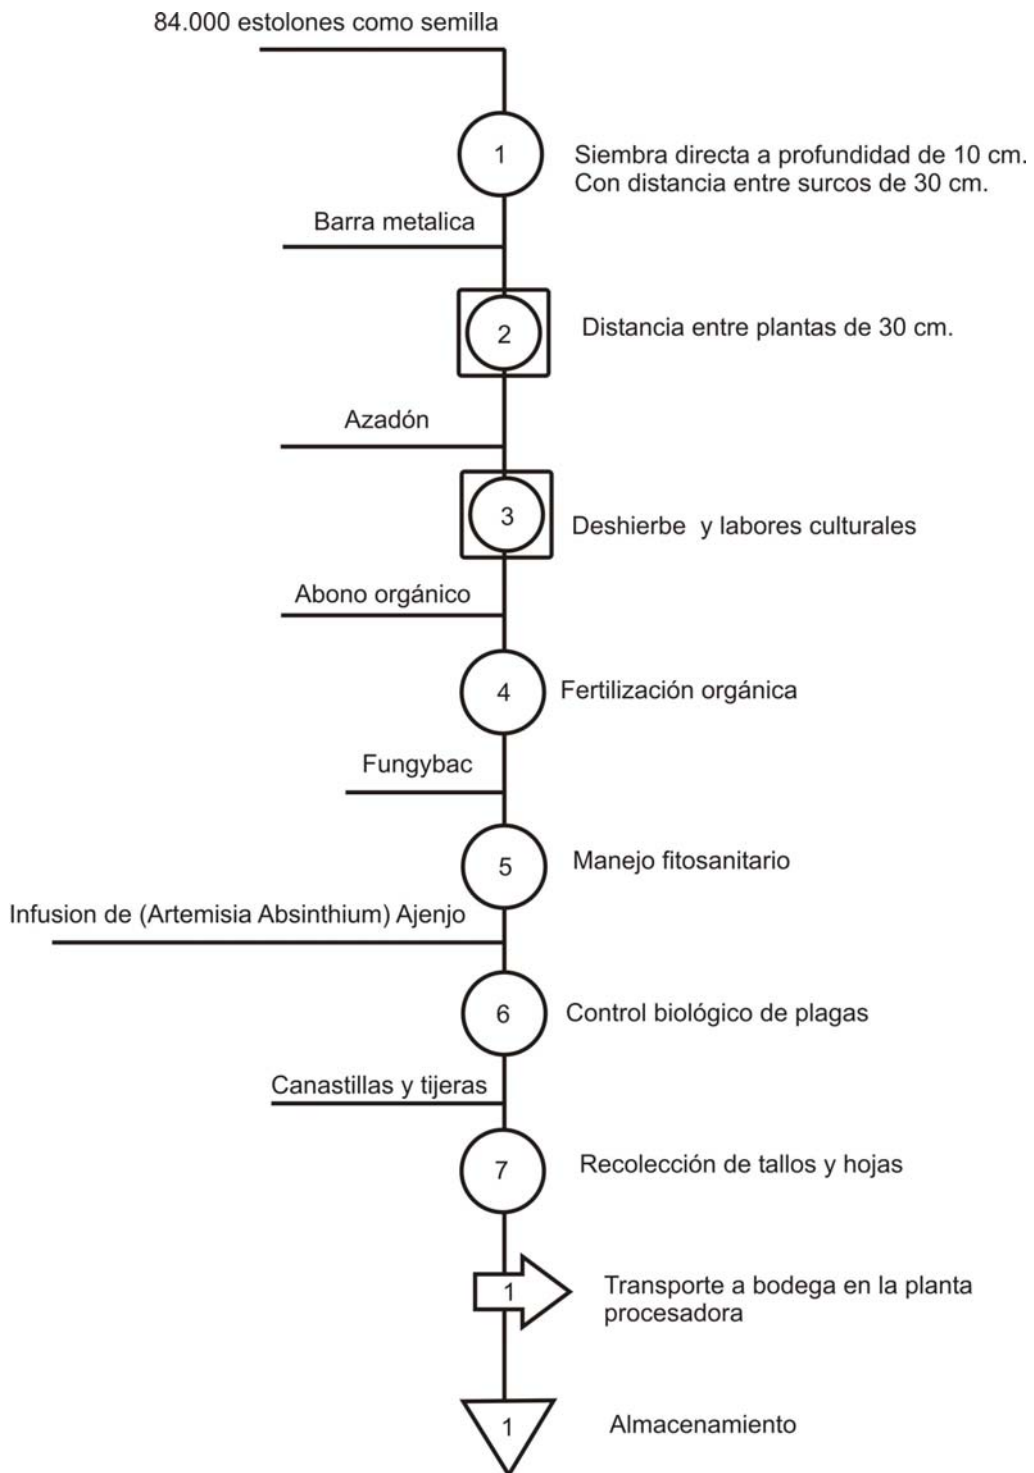 84.000 estolones como semilla
1
Siembra directa a profundidad de 10 cm.
Con distancia entre surcos de 30 cm.
Barra metalica
2
Distancia entre plantas de 30 cm.
Azadón
3
Deshierbe y labores culturales
Abono orgánico
4
Fertilización orgánica
Fungybac
5
Manejo fitosanitario
Infusion de (Artemisia Absinthium) Ajenjo
6
Control biológico de plagas
Canastillas y tijeras
7
Recolección de tallos y hojas
1
Transporte a bodega en la planta
procesadora
1
Almacenamiento